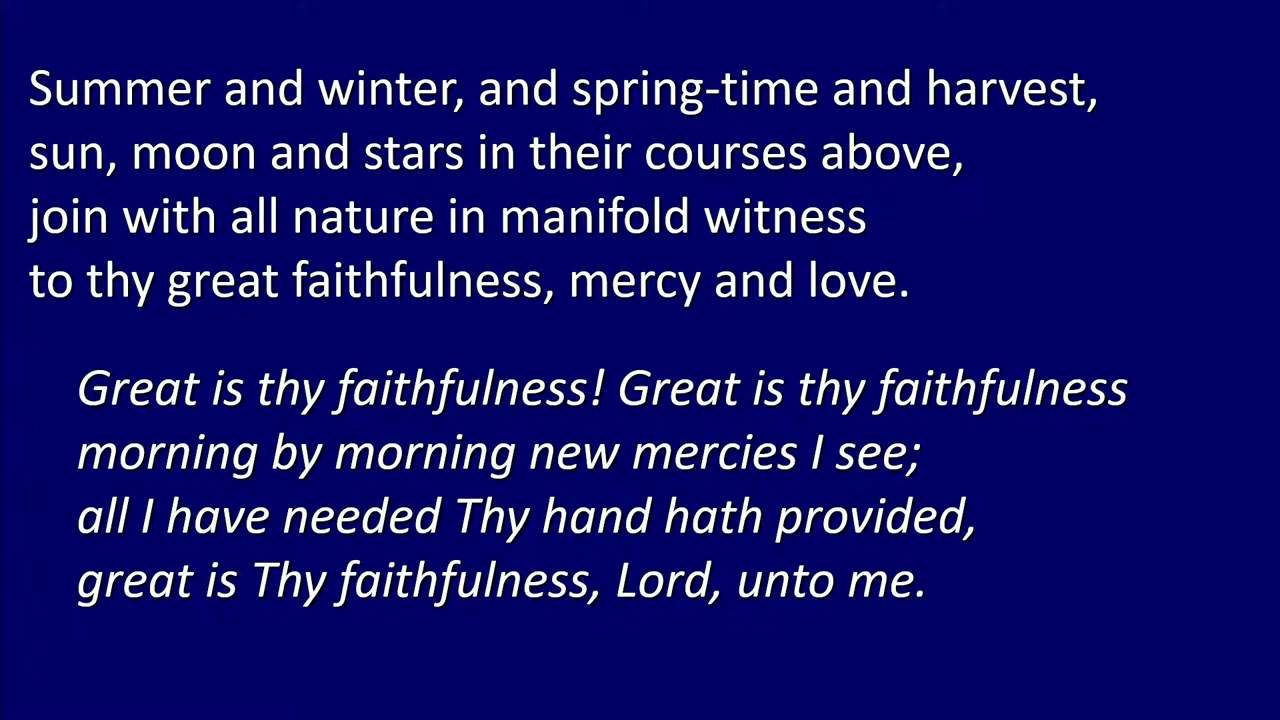 Summer and winter, and spring-time and harvest,
sun, moon and stars in their courses above,
join with all nature in manifold witness
to thy great faithfulness, mercy and love.
Great is thy faithfulness! Great is thy faithfulness
morning by morning new mercies I see;
all I have needed Thy hand hath provided,
great is Thy faithfulness, Lord, unto me.